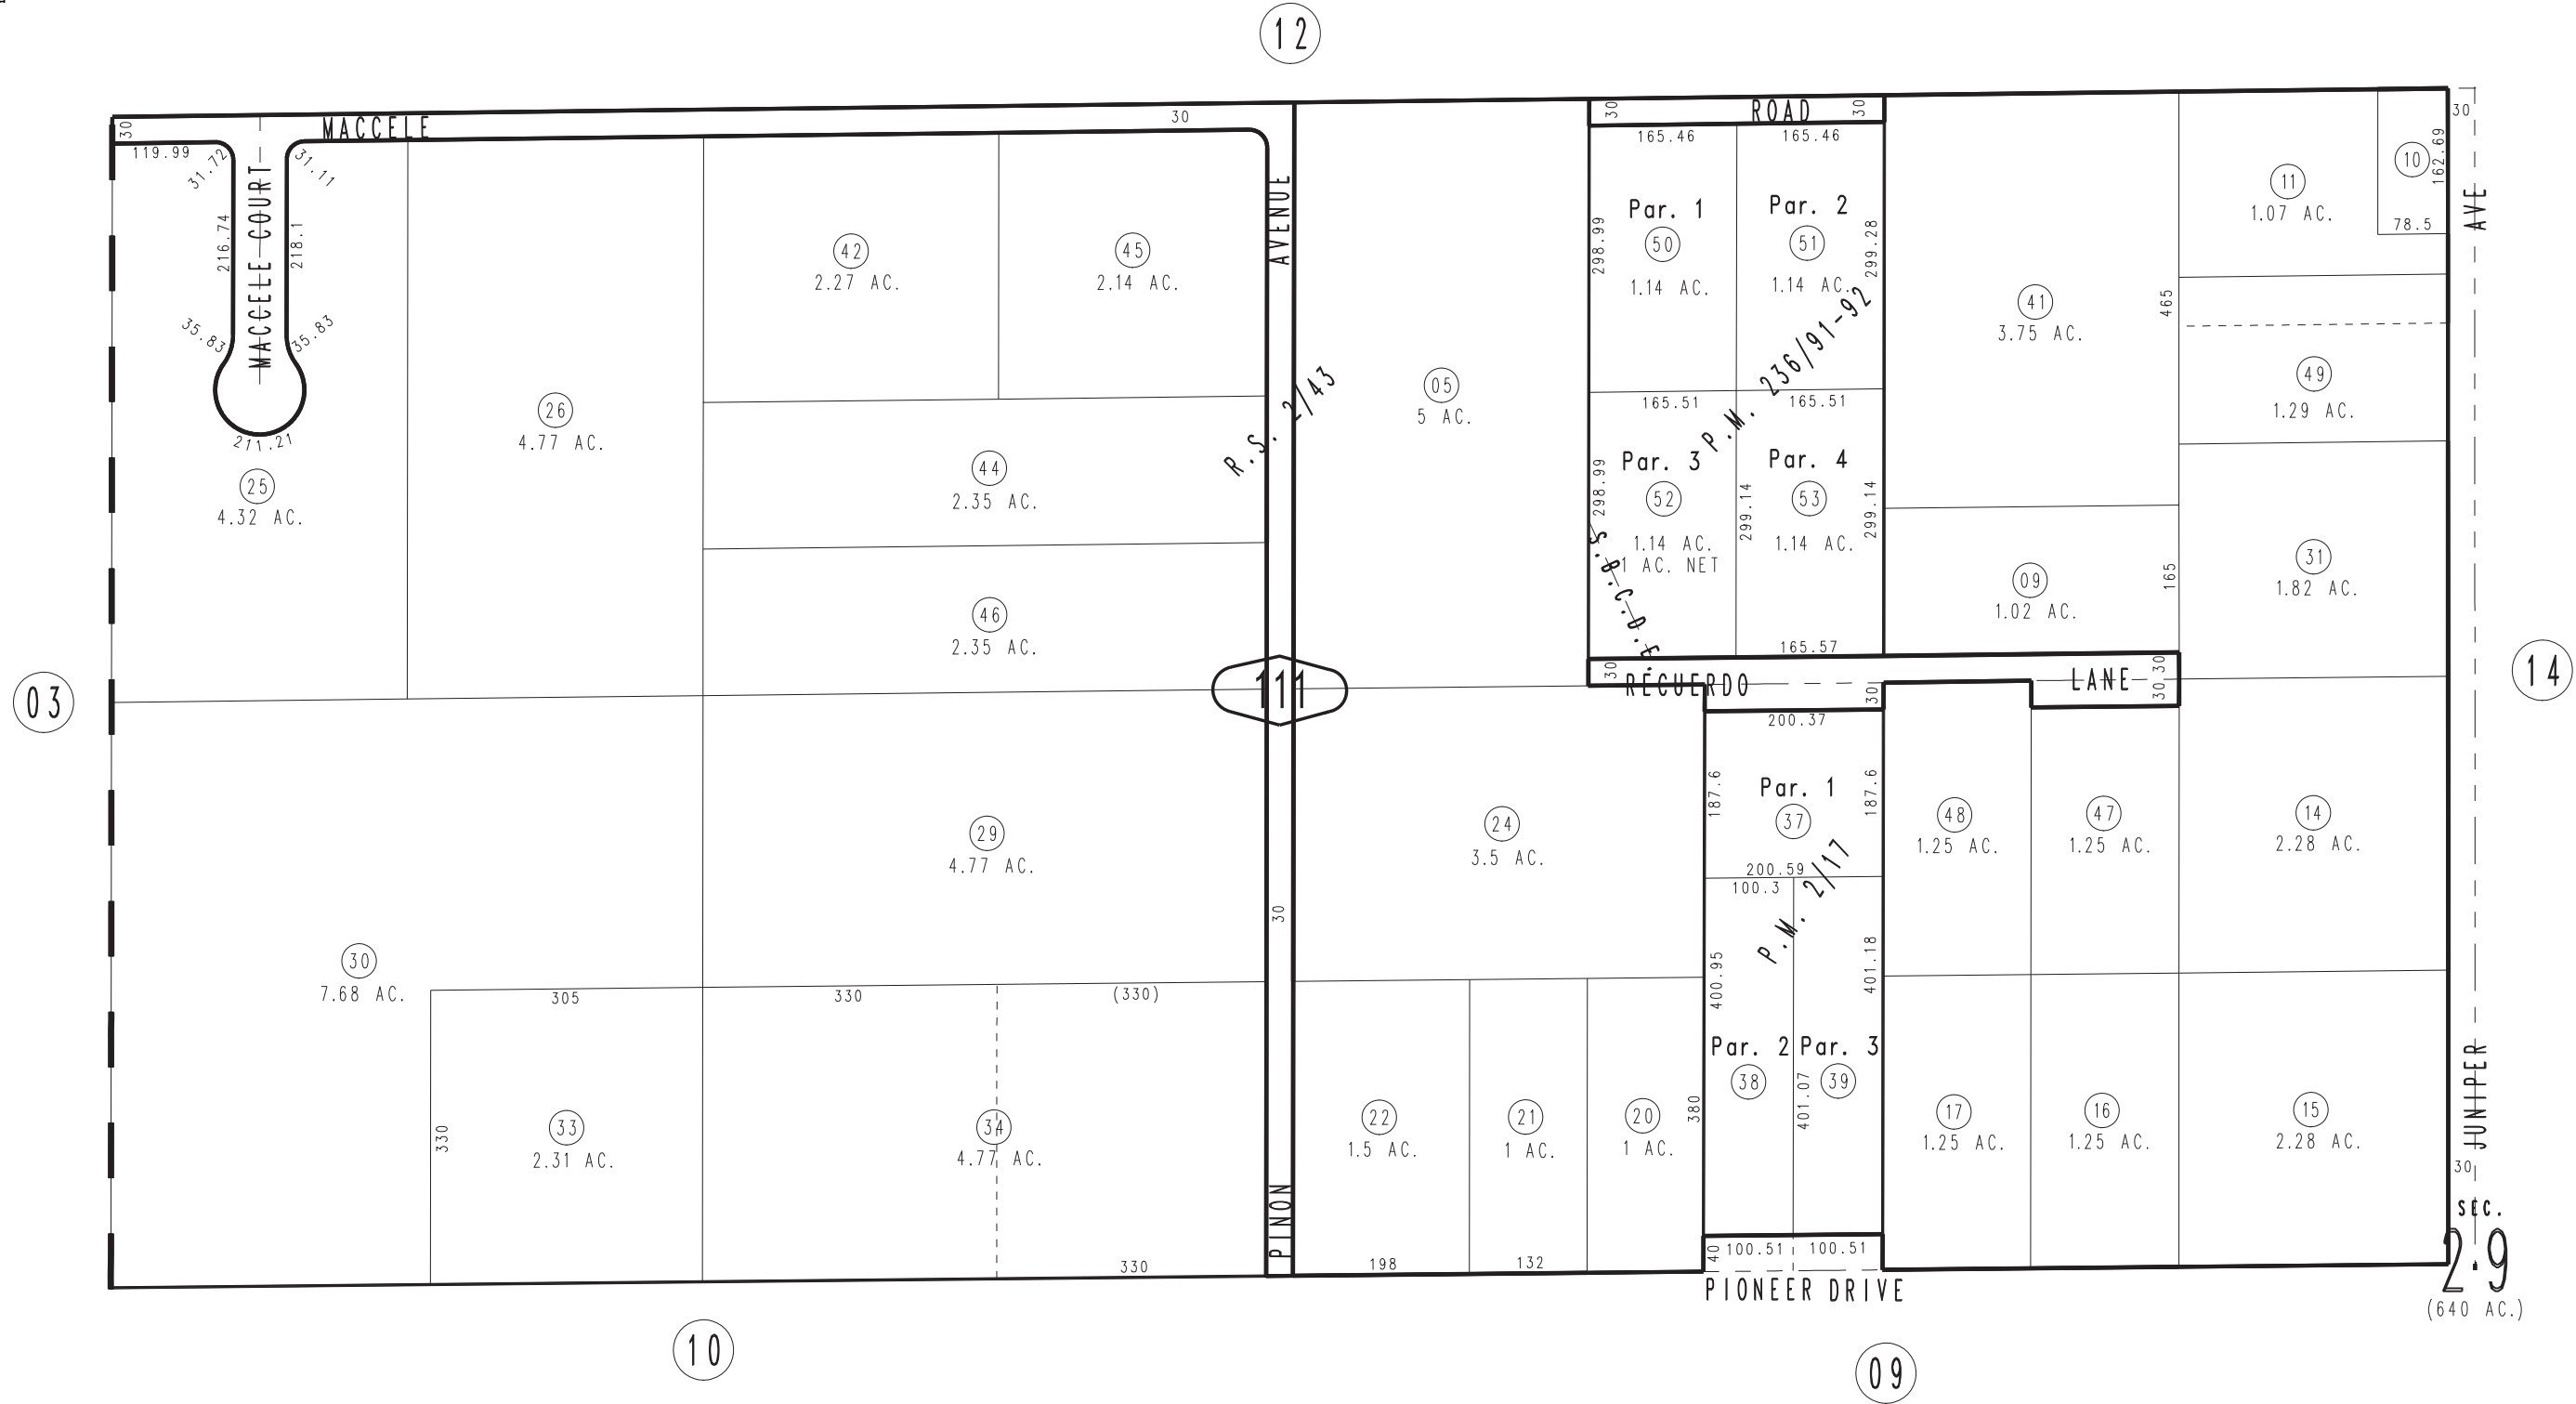 12
30
MACCELE
30
30
ROAD
30
30
119.99
31.72
31.11
165.46
165.46
162.69
10
11
1.07 AC.
78.5
MACCELE COURT
216.74
218.1
35.83
35.83
211.21
AVENUE
AVE
Par. 1
50
1.14 AC.
298.99
Par. 2
51
1.14 AC.
299.28
42
2.27 AC.
45
2.14 AC.
41
3.75 AC.
465
26
4.77 AC.
R.S. 2/43
05
5 AC.
165.51
165.51
P.M. 236/91-92
49
1.29 AC.
25
4.32 AC.
44
2.35 AC.
298.99
Par. 3
52
1.14 AC.
1 AC. NET
299.14
Par. 4
53
1.14 AC.
299.14
S.B.C.D.E.
165.57
09
1.02 AC.
165
31
1.82 AC.
46
2.35 AC.
03
111
30
RECUERDO
30
LANE
30
30
14
200.37
187.6
Par. 1
37
187.6
200.59
100.3
P.M. 2/17
29
4.77 AC.
24
3.5 AC.
48
1.25 AC.
47
1.25 AC.
14
2.28 AC.
30
30
7.68 AC.
305
330
(330)
400.95
401.18
330
33
2.31 AC.
34
4.77 AC.
22
1.5 AC.
21
1 AC.
20
1 AC.
380
Par. 2
38
401.07
Par. 3
39
17
1.25 AC.
16
1.25 AC.
15
2.28 AC.
JUNIPER
30
PINON
330
198
132
40
100.51
100.51
PIONEER DRIVE
SEC.
29
(640 AC.)
10
09